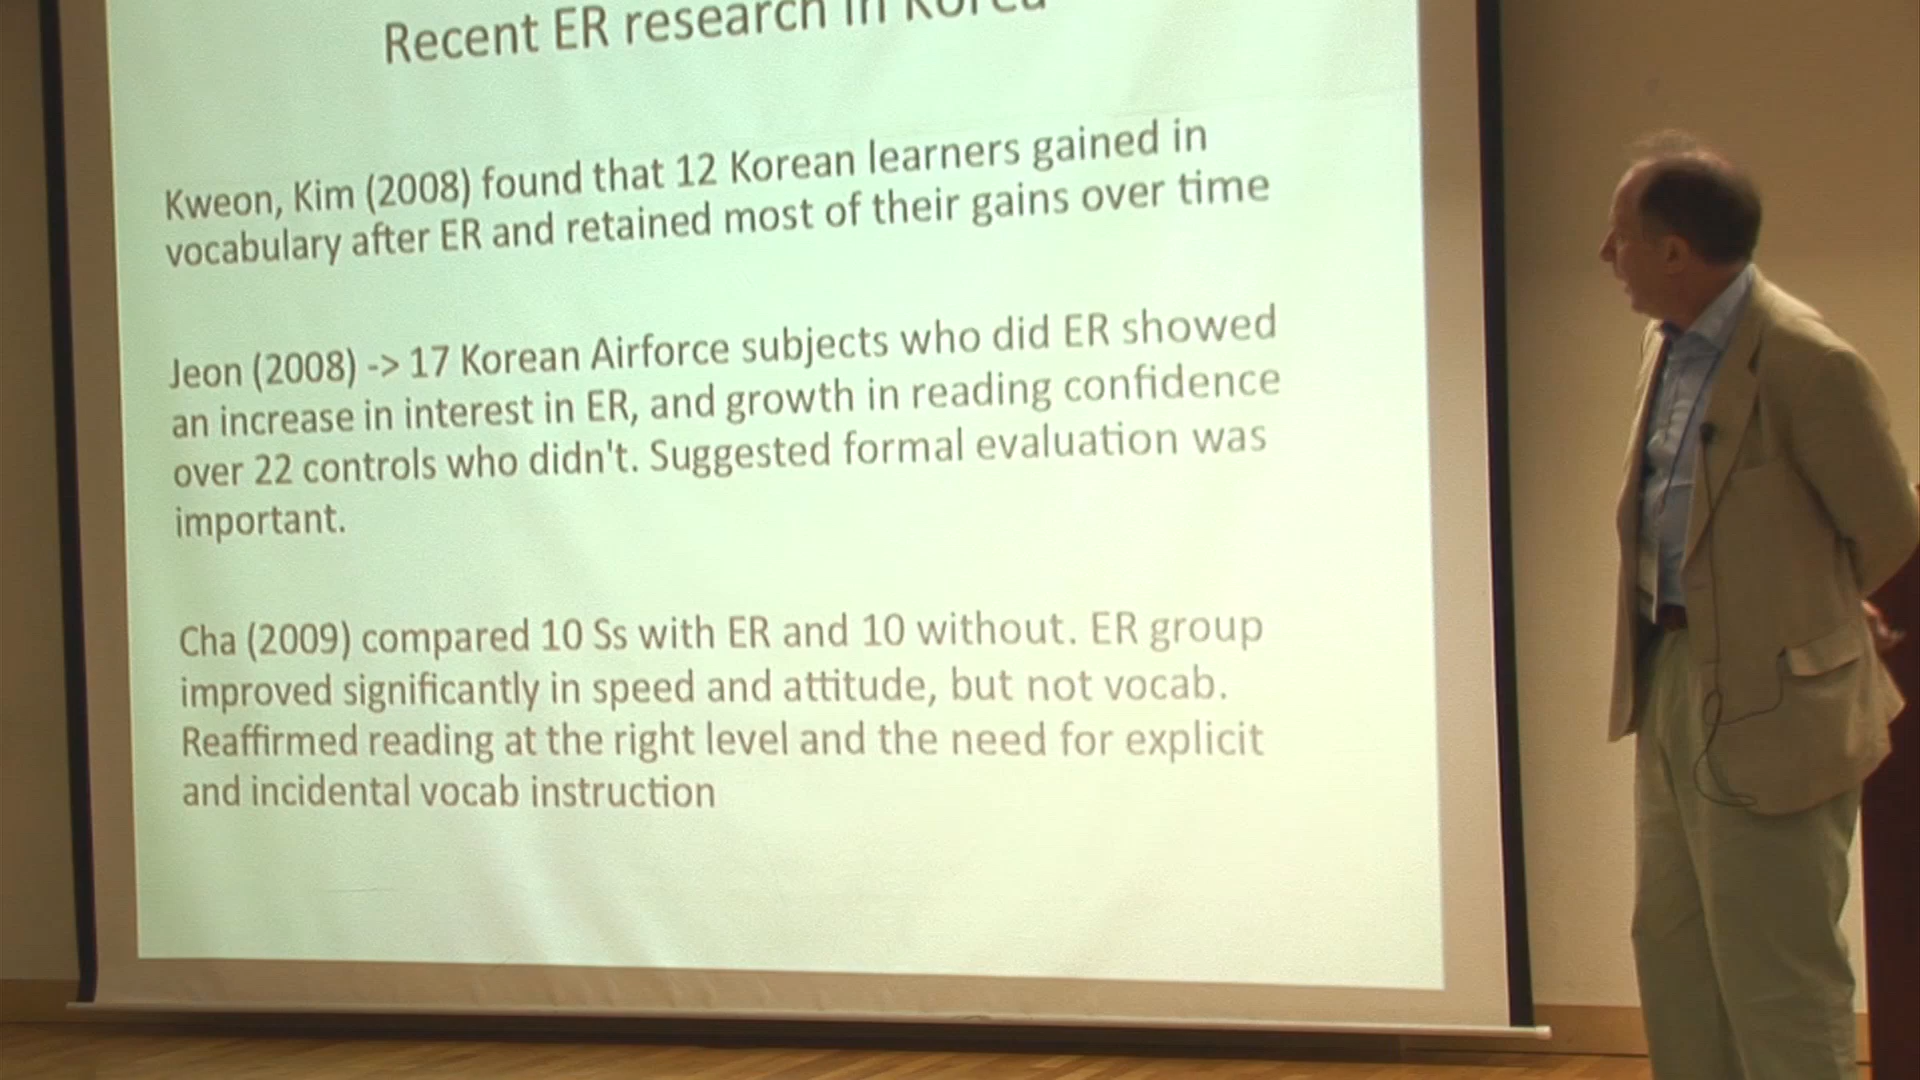 Recent ER research in Korea
Kweon, Kim (2008) found that 12 Korean learners gained in
vocabulary after ER and retained most of their gains over time
Jeon (2008) -> 17 Korean Airforce subjects who did ER showed
an increase in interest in ER, and growth in reading confidence
over 22 controls who didn't. Suggested formal evaluation was
important.
Cha (2009) compared 10 Ss with ER and 10 without. ER group
improved significantly in speed and attitude, but not vocab.
Reaffirmed reading at the right level and the need for explicit
and incidental vocab instruction